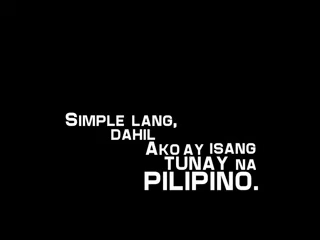 SIMPLE LANG,
DAHIL
AKO AY ISANG
TUNAY NA
PILIPINO.